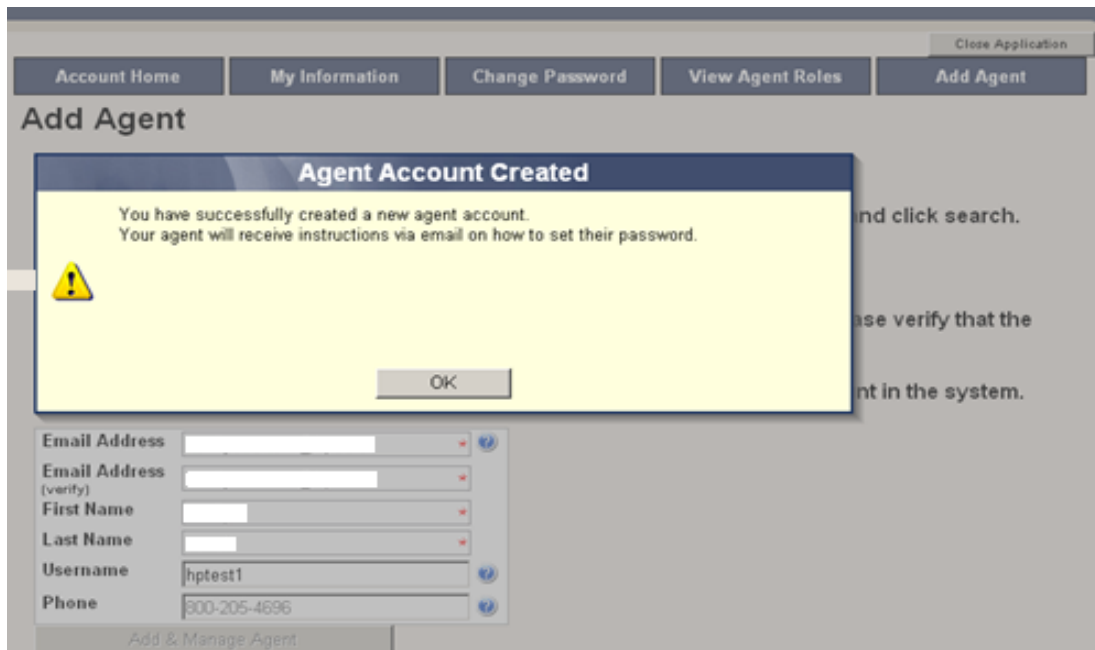 Close Application
Account Home My Information Change Password View Agent Roles Add Agent
Add Agent
Agent Account Created
You have successfully created a new agent account.
Your agent will receive instructions via email on how to set their password.
and click search.
verify that the
OK
in the system.
Email Address *
Email Address *
(verify)
First Name *
Last Name *
Username hptest1
Phone 800-205-4696
Add & Manage Agent